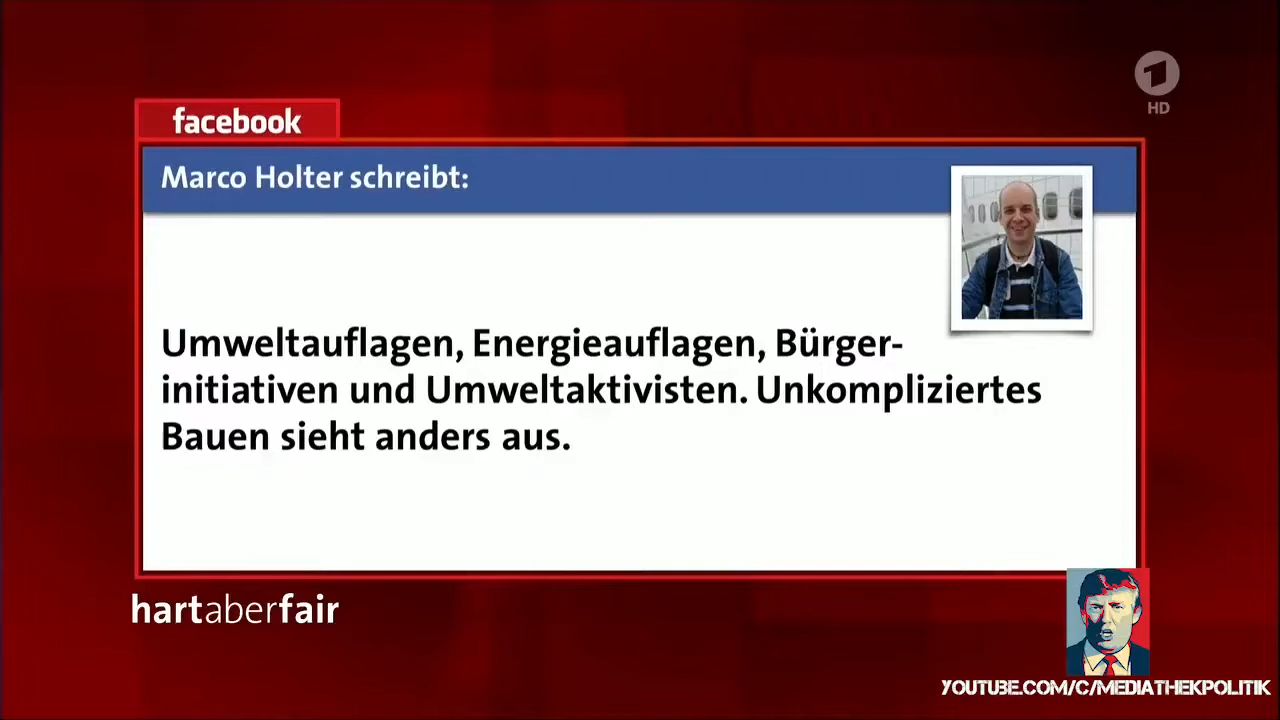 1
HD
facebook
Marco Holter schreibt:
Umweltauflagen, Energieauflagen, Bürger-
initiativen und Umweltaktivisten. Unkompliziertes
Bauen sieht anders aus.
hartaberfair
YOUTUBE.COM/C/MEDIATHEKPOLITIK